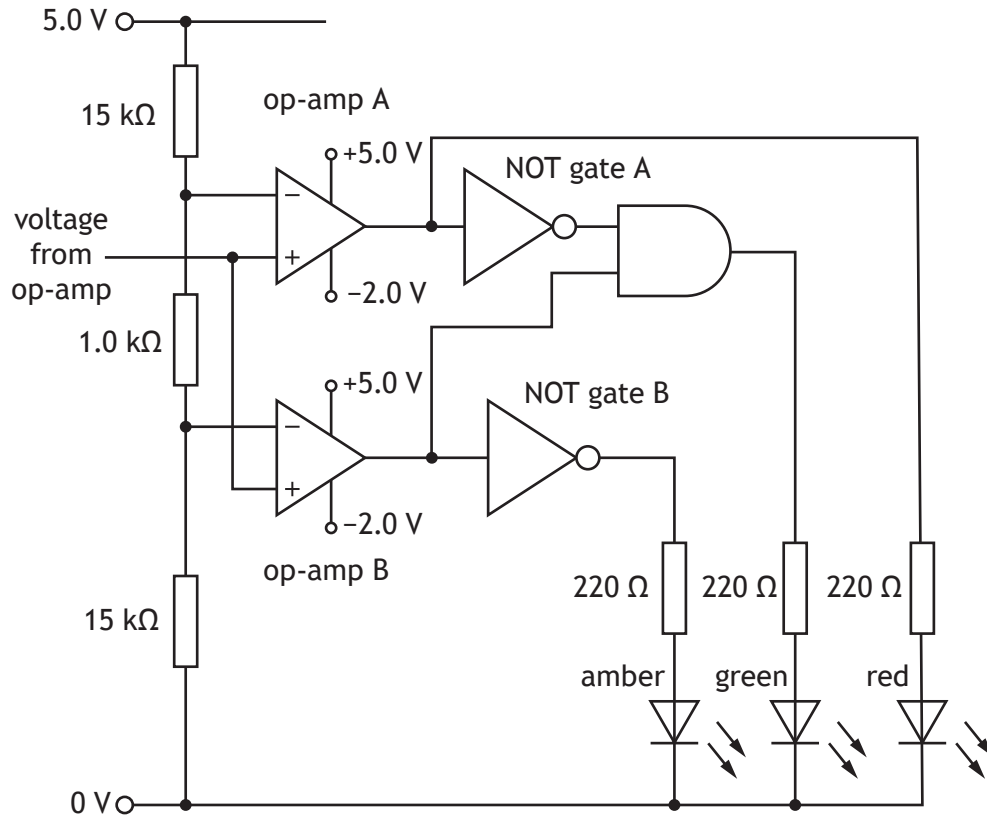 5.0 V
15 kΩ
op-amp A
+5.0 V
NOT gate A
−
voltage
from
op-amp
+
−2.0 V
1.0 kΩ
+5.0 V
NOT gate B
−
+
−2.0 V
op-amp B
15 kΩ
220 Ω
220 Ω
220 Ω
amber
green
red
0 V